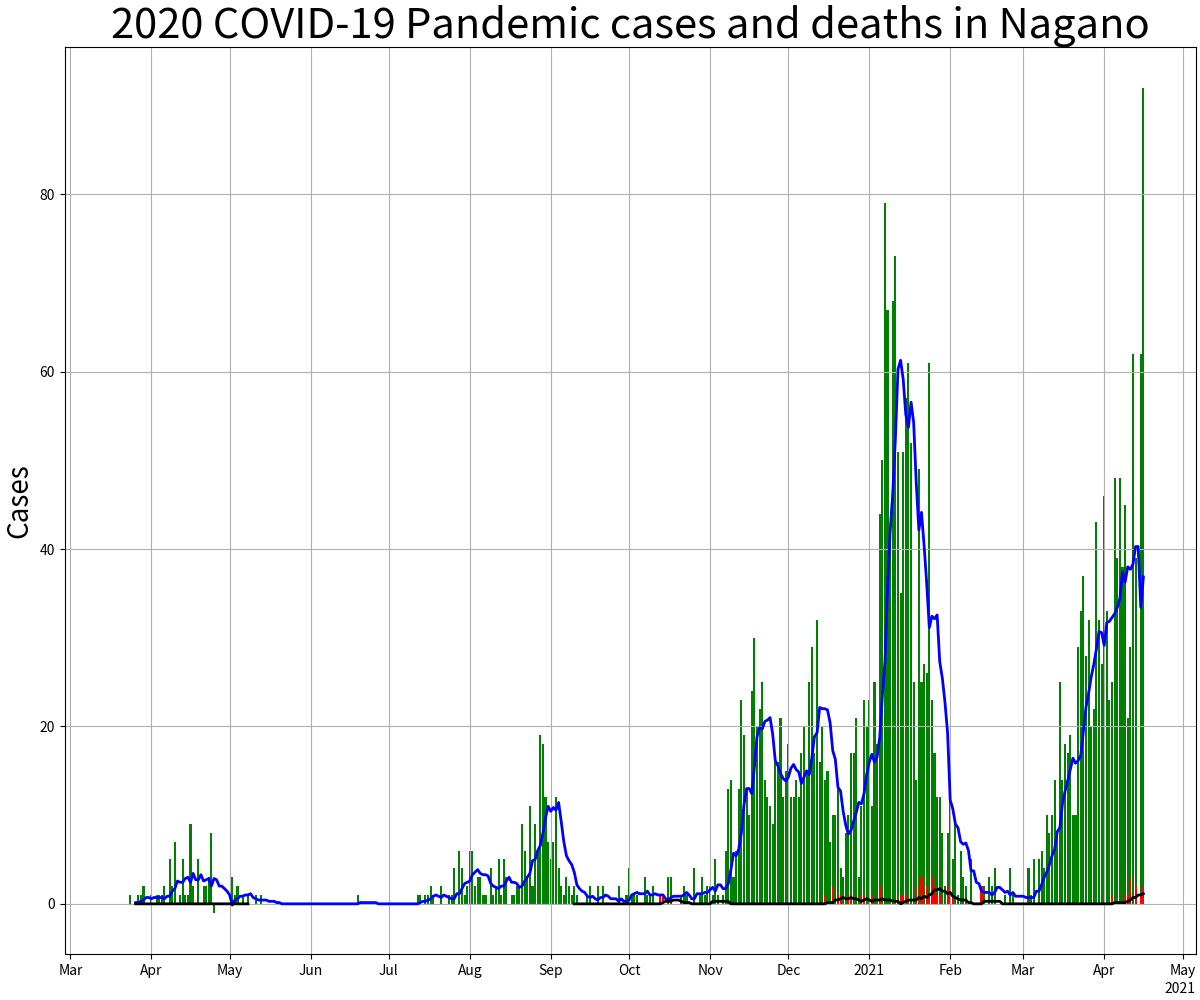 2020 COVID-19 Pandemic cases and deaths in Nagano
Cases
80
60
40
20
0
Mar Apr May Jun Jul Aug Sep Oct Nov Dec 2021 Feb Mar Apr May
2021